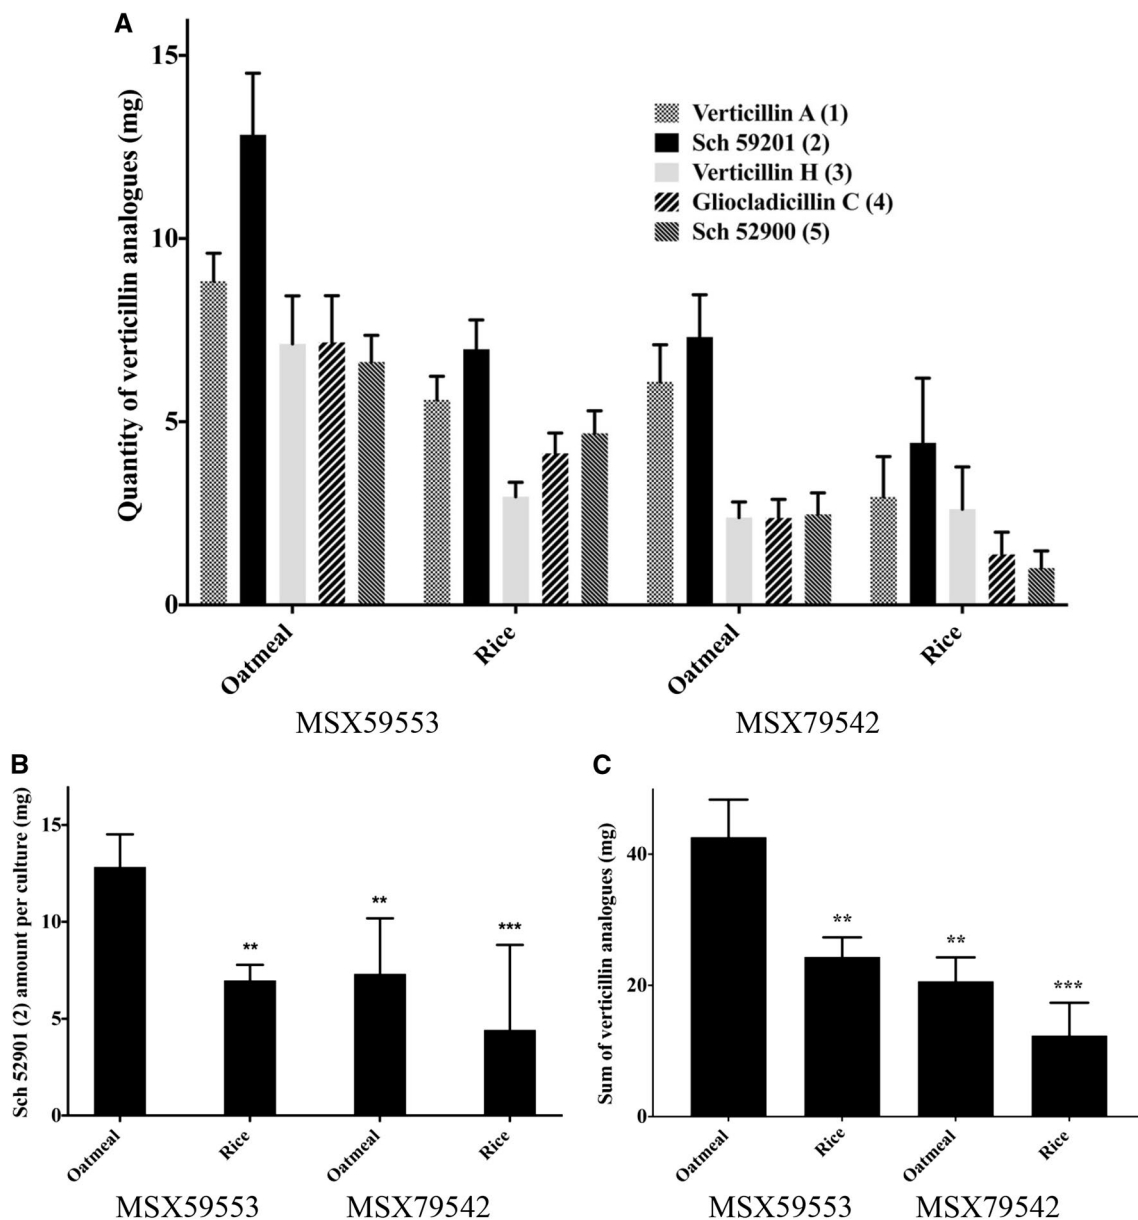 A
Quantity of verticillin analogues (mg)
15
10
5
0
Verticillin A (1)
Sch 59201 (2)
Verticillin H (3)
Gliocladicillin C (4)
Sch 52900 (5)
Oatmeal
Rice
Oatmeal
Rice
MSX59553
MSX79542
B
Sch 52901 (2) amount per culture (mg)
15
10
5
0
**
**
***
Oatmeal
Rice
Oatmeal
Rice
MSX59553
MSX79542
C
Sum of verticillin analogues (mg)
40
20
0
**
**
***
Oatmeal
Rice
Oatmeal
Rice
MSX59553
MSX79542